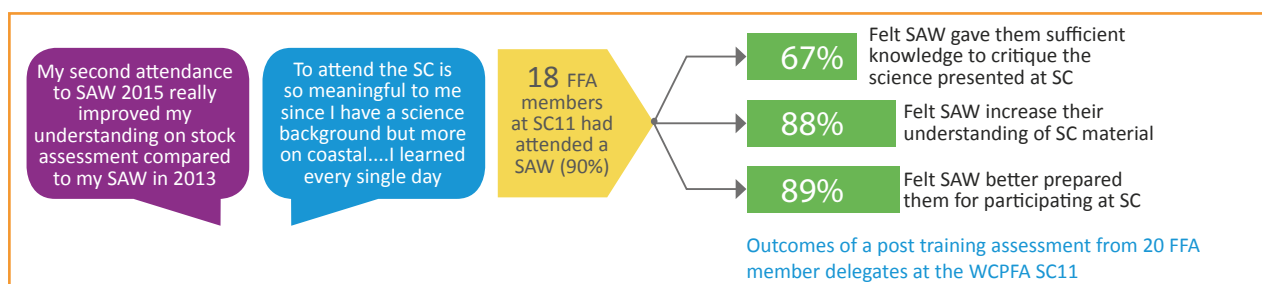 My second attendance
to SAW 2015 really
improved my
understanding on stock
assessment compared
to my SAW in 2013
To attend the SC is
so meaningful to me
since I have a science
background but more
on coastal....I learned
every single day
18 FFA
members
at SC11 had
attended a
SAW (90%)
67%
Felt SAW gave them sufficient
knowledge to critique the
science presented at SC
88%
Felt SAW increase their
understanding of SC material
89%
Felt SAW better prepared
them for participating at SC
Outcomes of a post training assessment from 20 FFA
member delegates at the WCPFA SC11